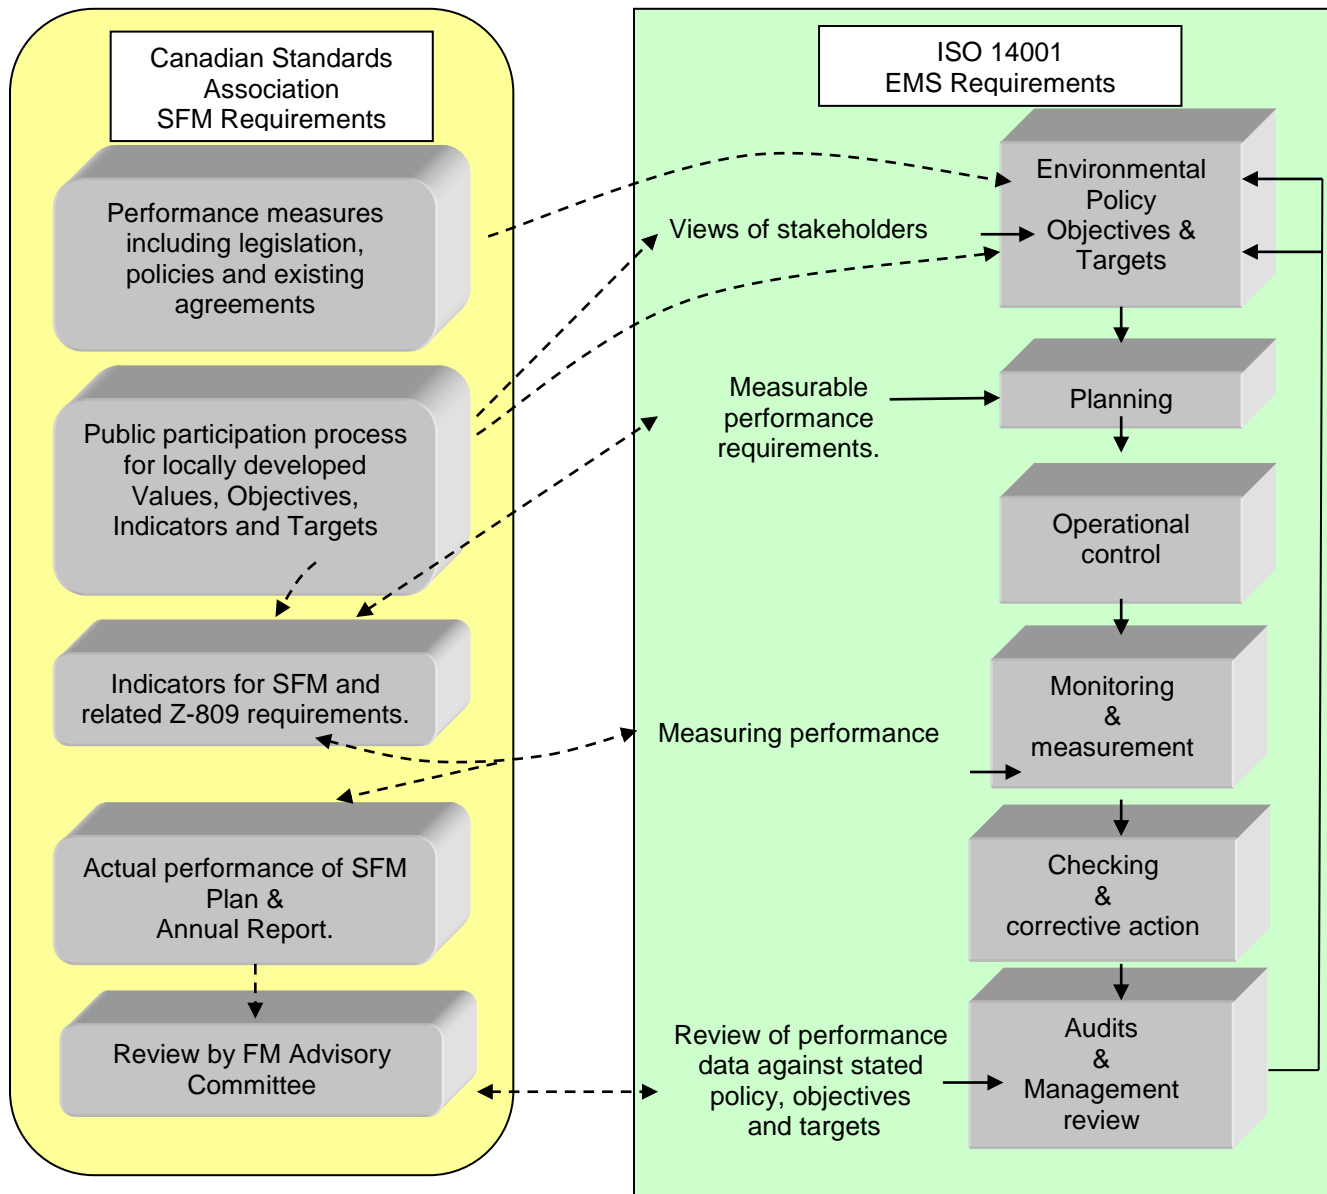 Canadian Standards
Association
SFM Requirements
Performance measures
including legislation,
policies and existing
agreements
Public participation process
for locally developed
Values, Objectives,
Indicators and Targets
Indicators for SFM and
related Z-809 requirements.
Actual performance of SFM
Plan &
Annual Report.
Review by FM Advisory
Committee
ISO 14001
EMS Requirements
Views of stakeholders
Environmental
Policy
Objectives &
Targets
Measurable
performance
requirements.
Planning
Operational
control
Measuring performance
Monitoring
&
measurement
Checking
&
corrective action
Review of performance
data against stated
policy, objectives
and targets
Audits
&
Management
review